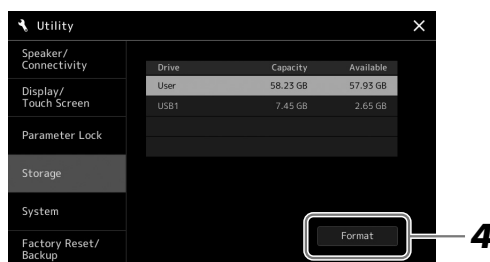 Utility
Speaker/
Connectivity
Display/
Touch Screen
Parameter Lock
Storage
System
Factory Reset/
Backup
Drive Capacity Available
User 58.23 GB 57.93 GB
USB1 7.45 GB 2.65 GB
Format
4